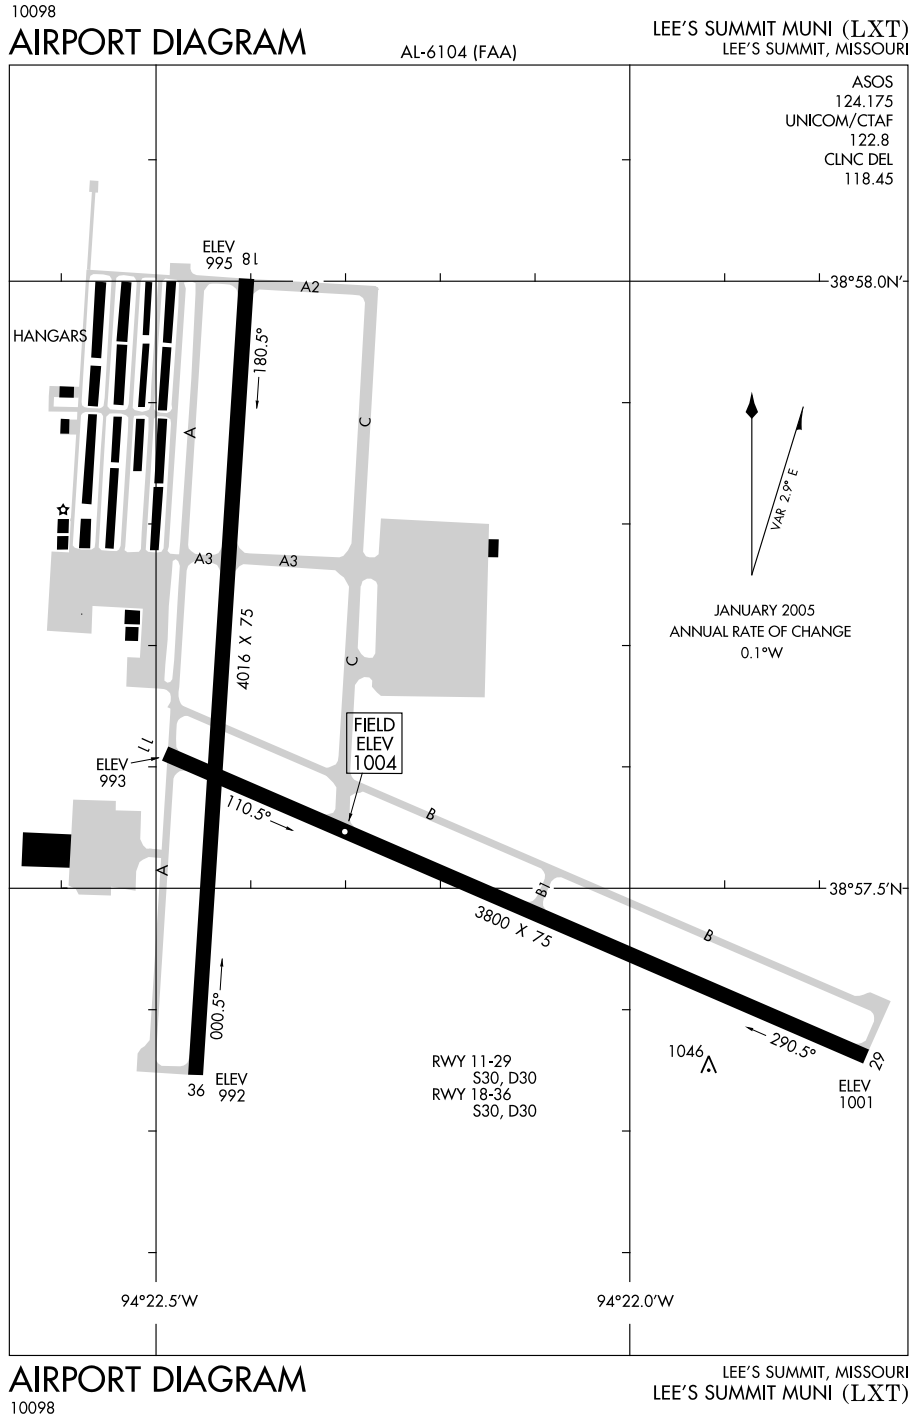 10098
AIRPORT DIAGRAM
AL-6104 (FAA)
LEE'S SUMMIT MUNI (LXT)
LEE'S SUMMIT, MISSOURI
ASOS
124.175
UNICOM/CTAF
122.8
CLNC DEL
118.45
ELEV
995
18
A2
38°58.0N'
HANGARS
180.5°
A
C
VAR 2.9° E
A3
A3
JANUARY 2005
ANNUAL RATE OF CHANGE
0.1°W
4016 X 75
C
FIELD
ELEV
1004
11
ELEV
993
110.5°
B
A
B1
38°57.5'N
3800 X 75
B
000.5°
290.5°
1046
29
RWY 11-29
S30, D30
RWY 18-36
S30, D30
36
ELEV
992
ELEV
1001
94°22.5'W
94°22.0'W
AIRPORT DIAGRAM
10098
LEE'S SUMMIT, MISSOURI
LEE'S SUMMIT MUNI (LXT)